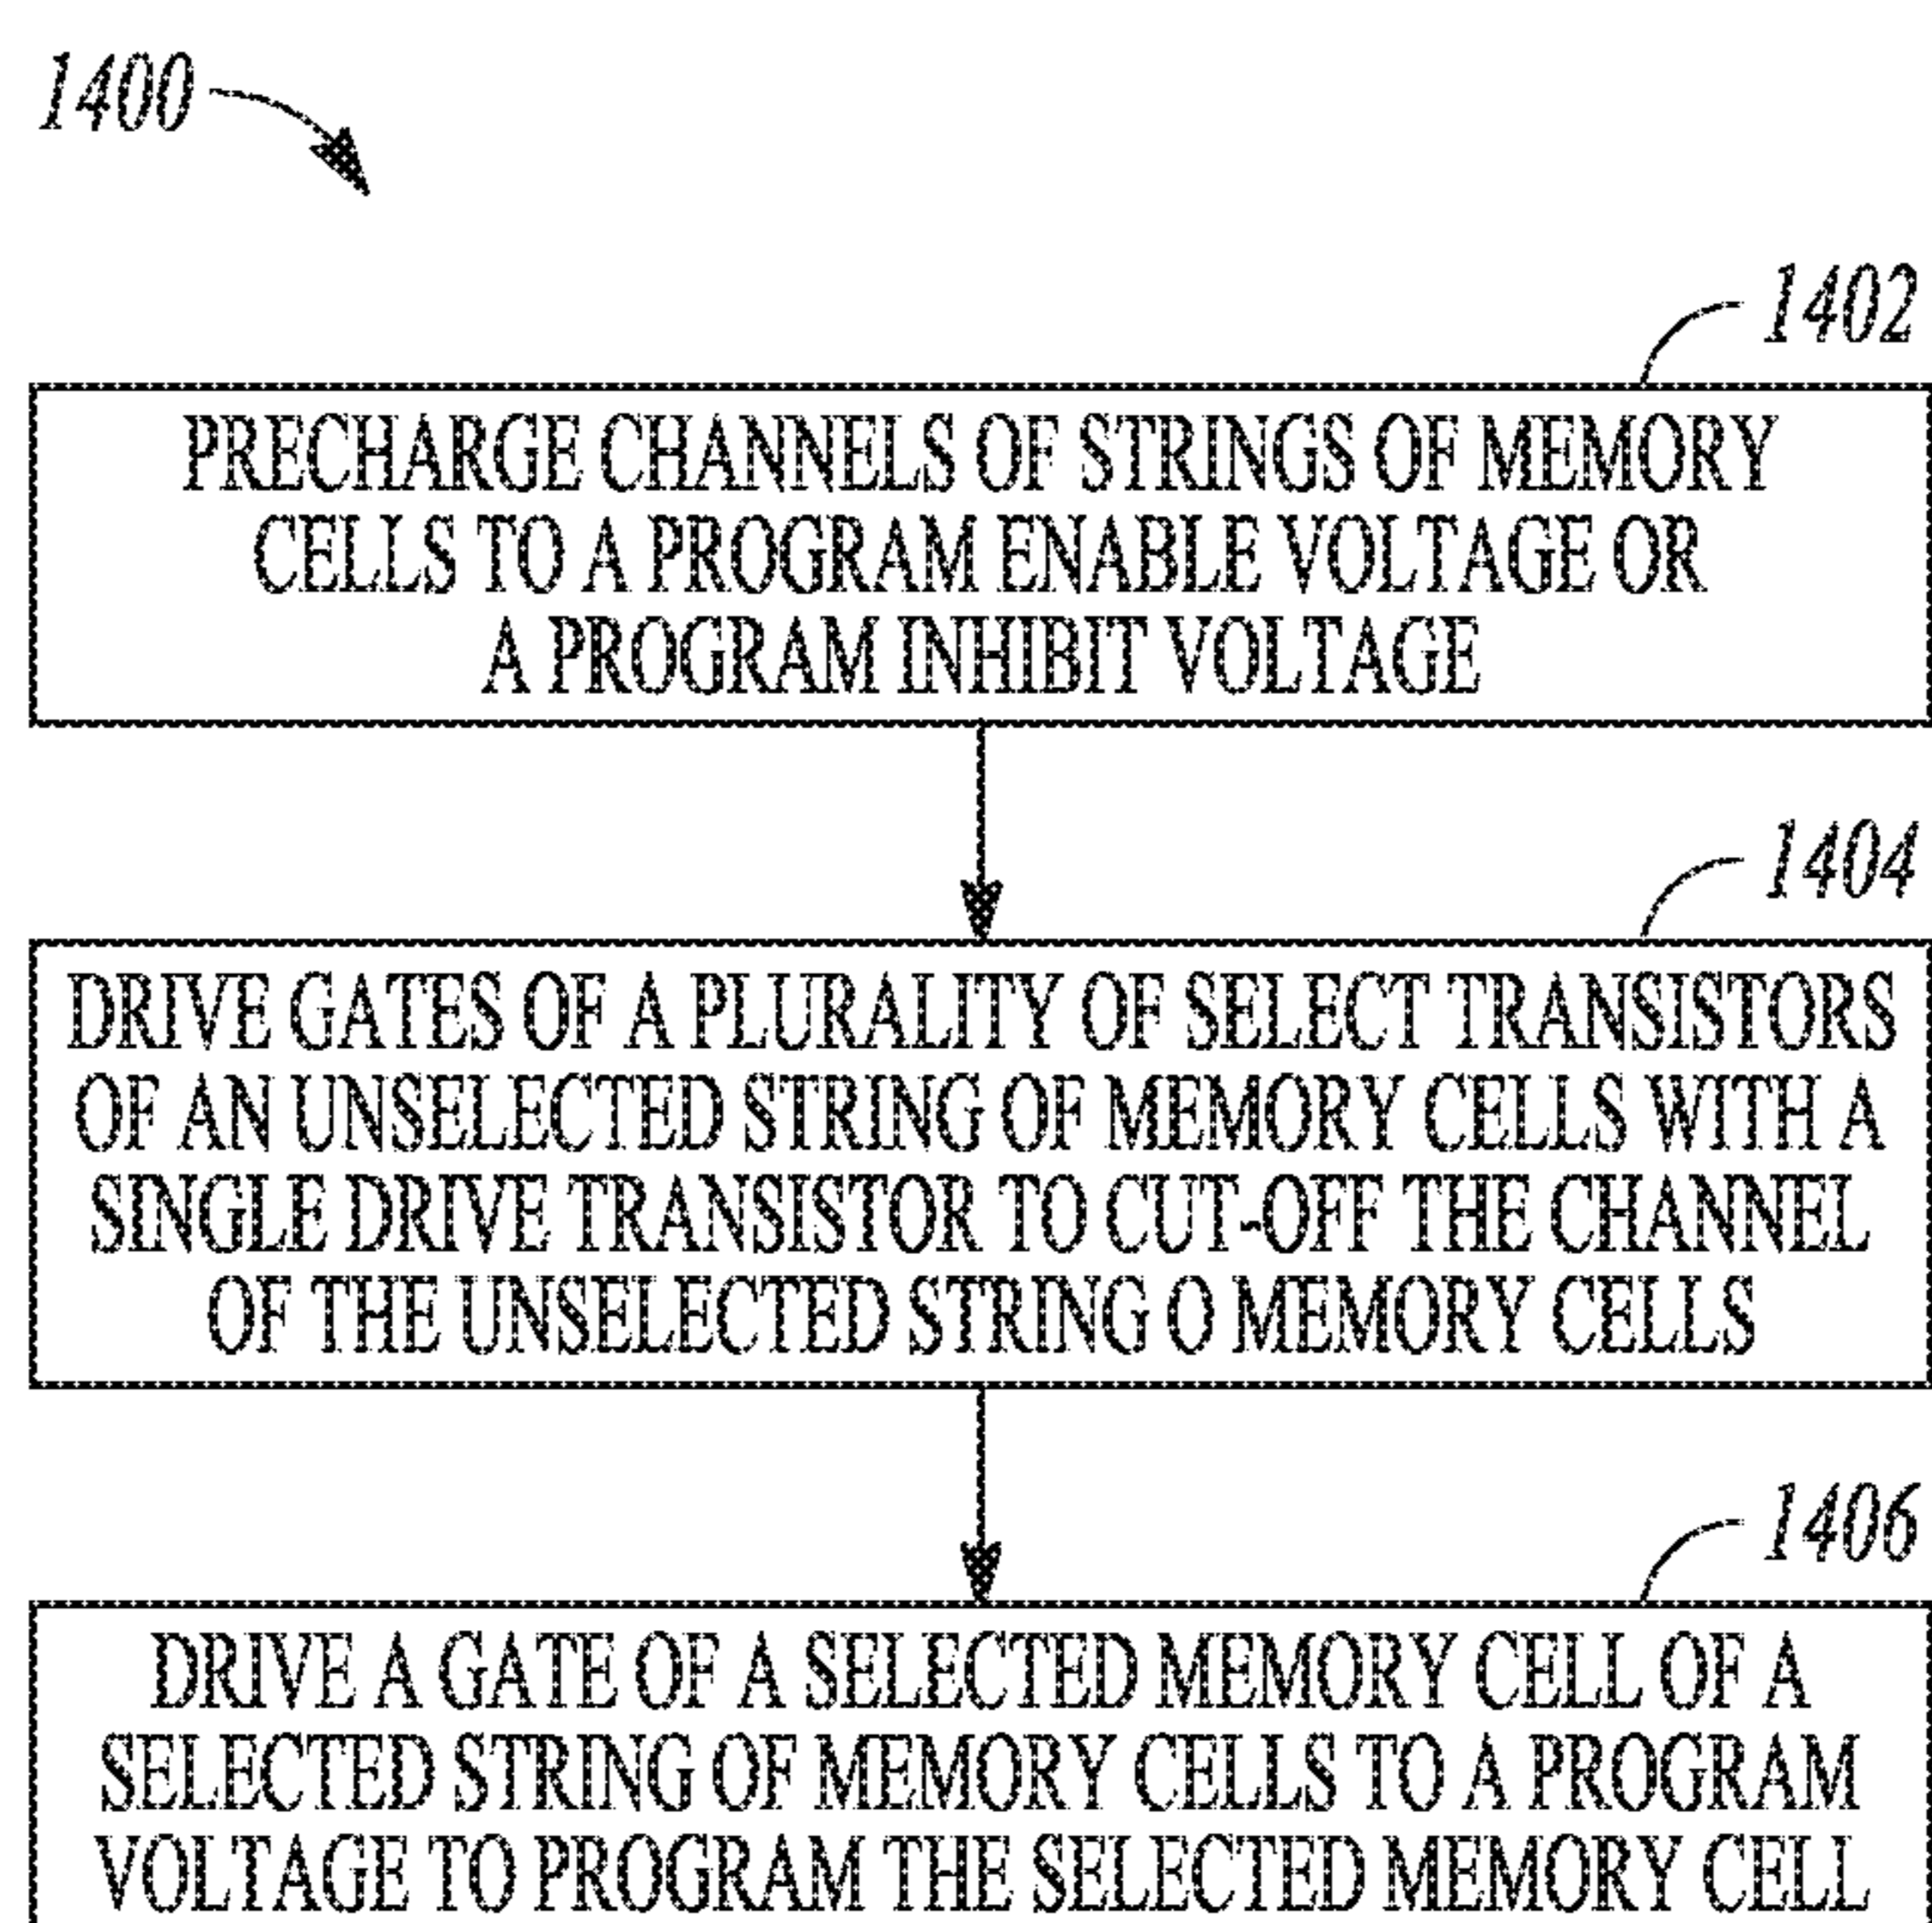 1400
1402
PRECHARGE CHANNELS OF STRINGS OF MEMORY
CELLS TO A PROGRAM ENABLE VOLTAGE OR
A PROGRAM INHIBIT VOLTAGE
1404
DRIVE GATES OF A PLURALITY OF SELECT TRANSISTORS
OF AN UNSELECTED STRING OF MEMORY CELLS WITH A
SINGLE DRIVE TRANSISTOR TO CUT-OFF THE CHANNEL
OF THE UNSELECTED STRING O MEMORY CELLS
1406
DRIVE A GATE OF A SELECTED MEMORY CELL OF A
SELECTED STRING OF MEMORY CELLS TO A PROGRAM
VOLTAGE TO PROGRAM THE SELECTED MEMORY CELL